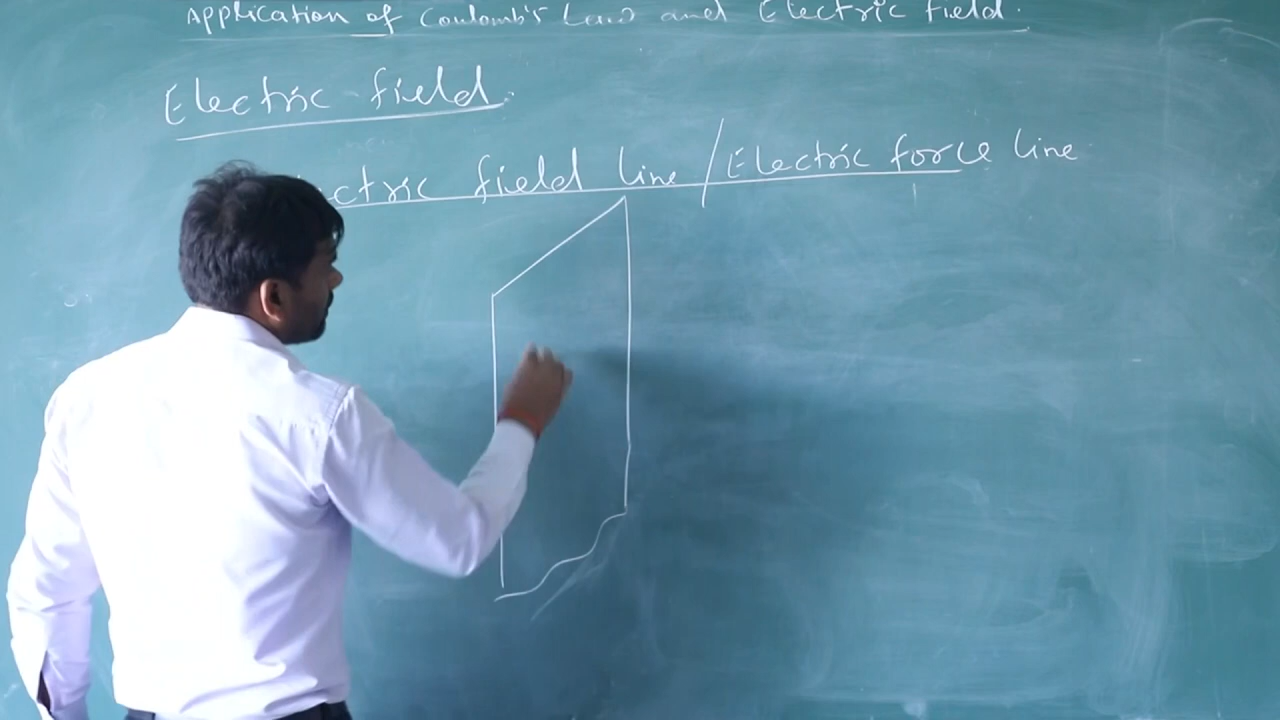 Application of Coulomb's Law and Electric field.
Electric field.
ctric field line / Electric force line